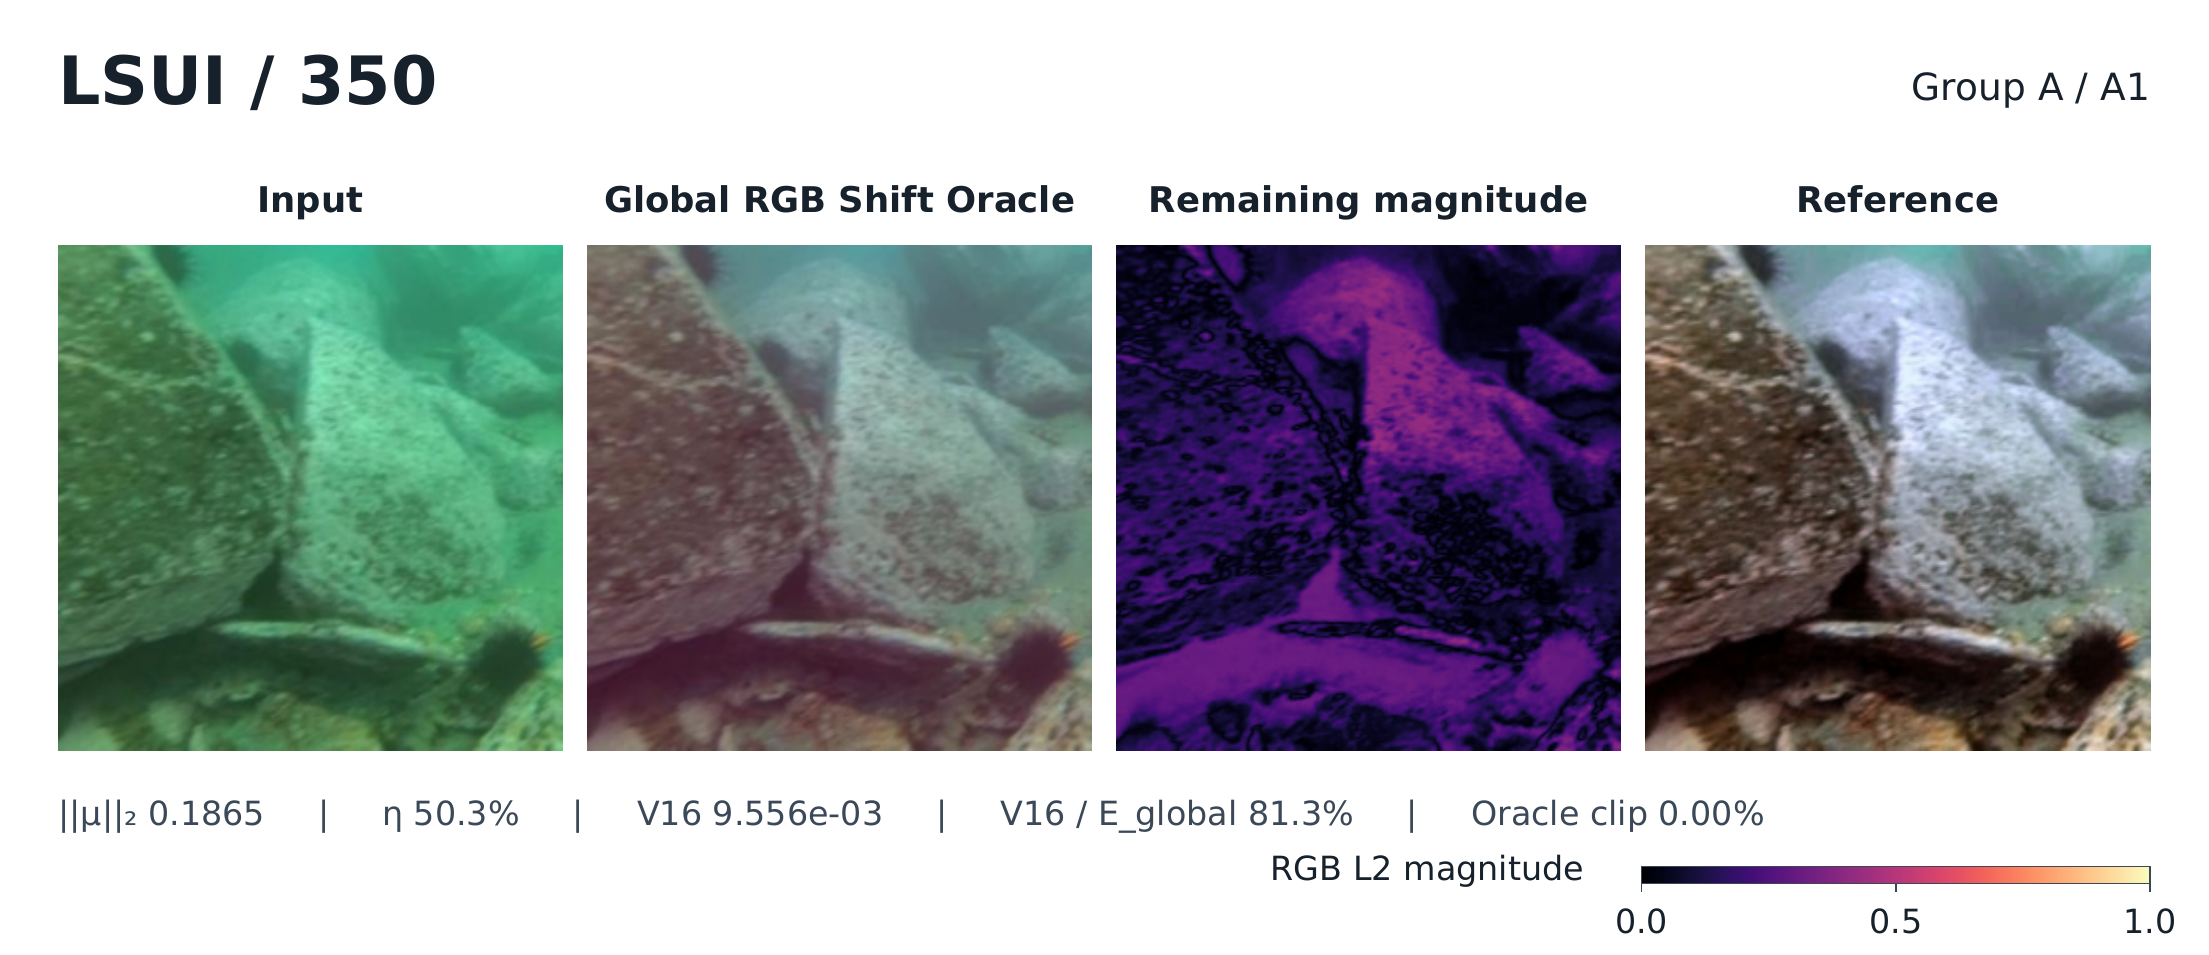 LSUI / 350
Group A / A1
Input
Global RGB Shift Oracle
Remaining magnitude
Reference
||μ||₂ 0.1865 | η 50.3% | V16 9.556e-03 | V16 / E_global 81.3% | Oracle clip 0.00%
RGB L2 magnitude
0.0 0.5 1.0